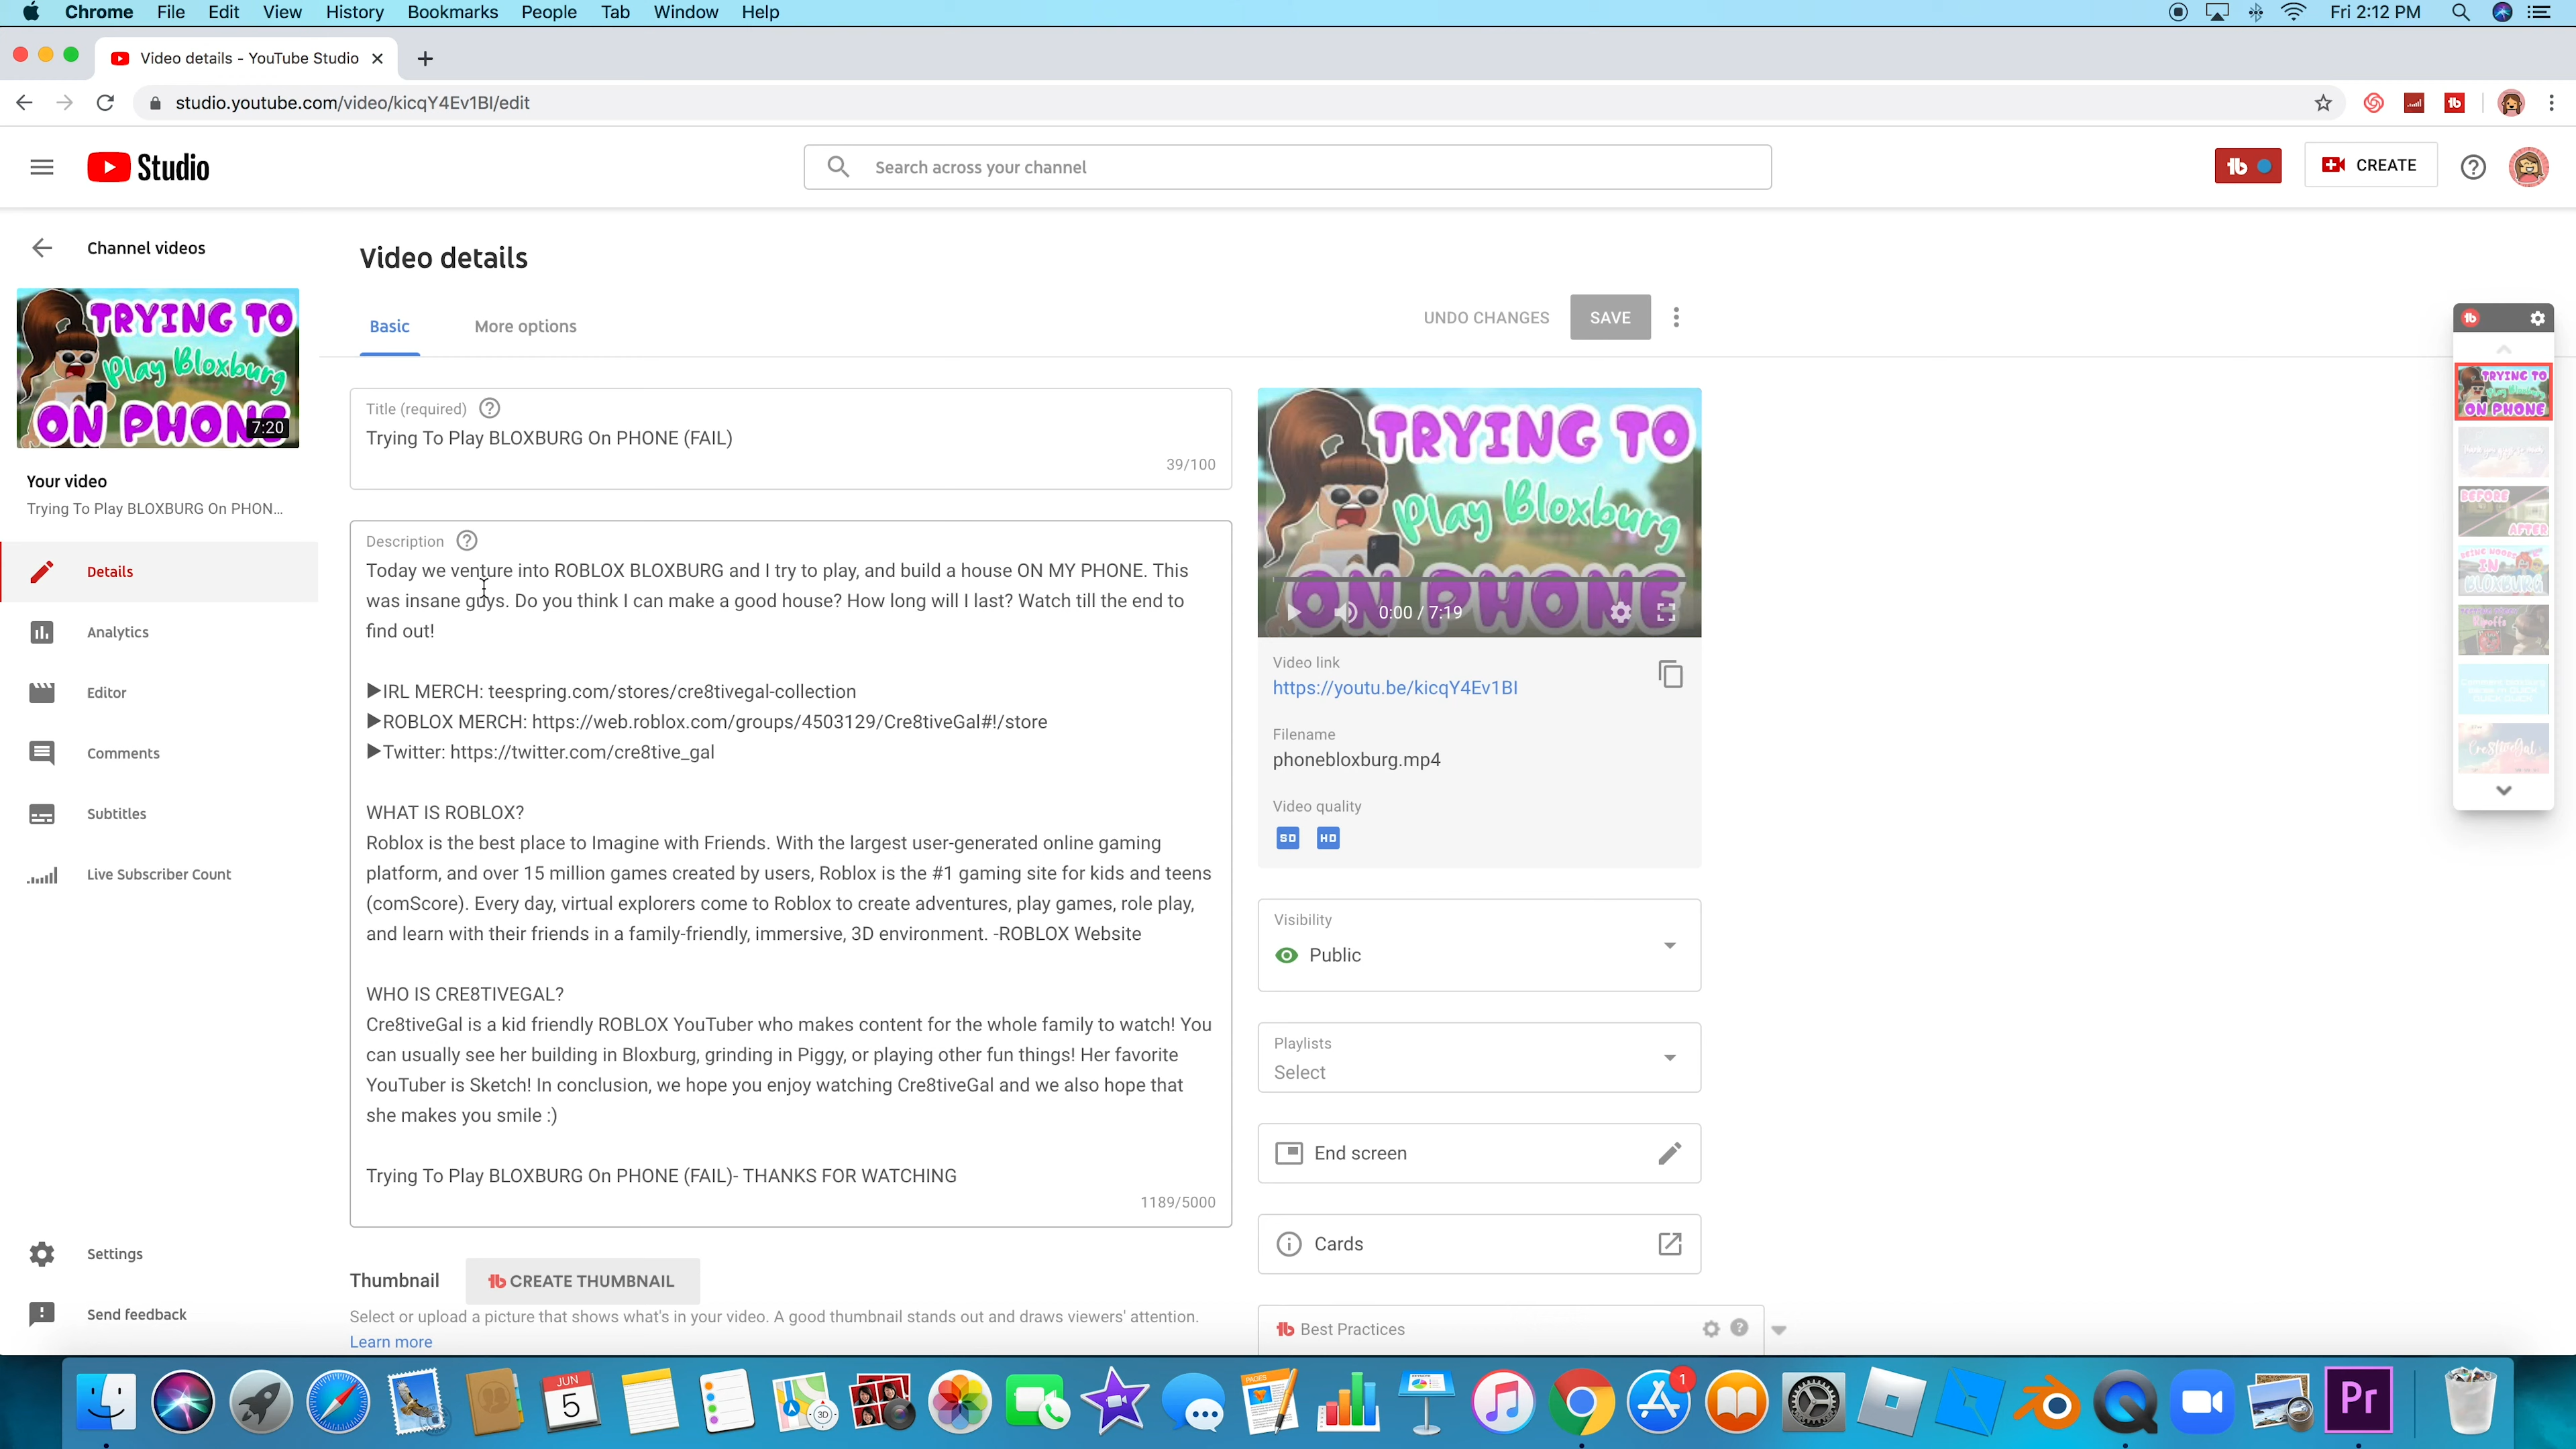 Chrome File Edit View History Bookmarks People Tab Window Help
Fri 2:12 PM
Video details - YouTube Studio
studio.youtube.com/video/kicqY4Ev1BI/edit
Studio
Search across your channel
CREATE
Channel videos
Video details
TRYING TO
Play Bloxburg
ON PHONE
7:20
Basic
More options
UNDO CHANGES
SAVE
Your video
Trying To Play BLOXBURG On PHON...
Details
Analytics
Editor
Comments
Subtitles
Live Subscriber Count
Settings
Send feedback
Title (required)
Trying To Play BLOXBURG On PHONE (FAIL)
39/100
Description
Today we venture into ROBLOX BLOXBURG and I try to play, and build a house ON MY PHONE. This
was insane guys. Do you think I can make a good house? How long will I last? Watch till the end to
find out!
▶IRL MERCH: teespring.com/stores/cre8tivegal-collection
▶ROBLOX MERCH: https://web.roblox.com/groups/4503129/Cre8tiveGal#!/store
▶Twitter: https://twitter.com/cre8tive_gal
WHAT IS ROBLOX?
Roblox is the best place to Imagine with Friends. With the largest user-generated online gaming
platform, and over 15 million games created by users, Roblox is the #1 gaming site for kids and teens
(comScore). Every day, virtual explorers come to Roblox to create adventures, play games, role play,
and learn with their friends in a family-friendly, immersive, 3D environment. -ROBLOX Website
WHO IS CRE8TIVEGAL?
Cre8tiveGal is a kid friendly ROBLOX YouTuber who makes content for the whole family to watch! You
can usually see her building in Bloxburg, grinding in Piggy, or playing other fun things! Her favorite
YouTuber is Sketch! In conclusion, we hope you enjoy watching Cre8tiveGal and we also hope that
she makes you smile :)
Trying To Play BLOXBURG On PHONE (FAIL)- THANKS FOR WATCHING
1189/5000
Thumbnail
CREATE THUMBNAIL
Select or upload a picture that shows what's in your video. A good thumbnail stands out and draws viewers' attention.
Learn more
TRYING TO
Play Bloxburg
ON PHONE
0:00 / 7:19
Video link
https://youtu.be/kicqY4Ev1BI
Filename
phonebloxburg.mp4
Video quality
SD HD
Visibility
Public
Playlists
Select
End screen
Cards
Best Practices
TRYING TO
ON PHONE
BEFORE
AFTER
IN
BLOXBURG
Cre8tiveGal
JUN
5
PAGES
3D
1
Pr